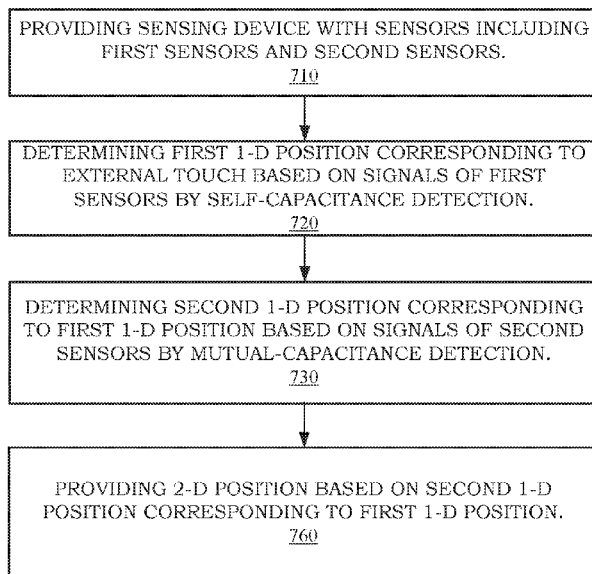 PROVIDING SENSING DEVICE WITH SENSORS INCLUDING
FIRST SENSORS AND SECOND SENSORS.
710
DETERMINING FIRST 1-D POSITION CORRESPONDING TO
EXTERNAL TOUCH BASED ON SIGNALS OF FIRST
SENSORS BY SELF-CAPACITANCE DETECTION.
720
DETERMINING SECOND 1-D POSITION CORRESPONDING
TO FIRST 1-D POSITION BASED ON SIGNALS OF SECOND
SENSORS BY MUTUAL-CAPACITANCE DETECTION.
730
PROVIDING 2-D POSITION BASED ON SECOND 1-D
POSITION CORRESPONDING TO FIRST 1-D POSITION.
760